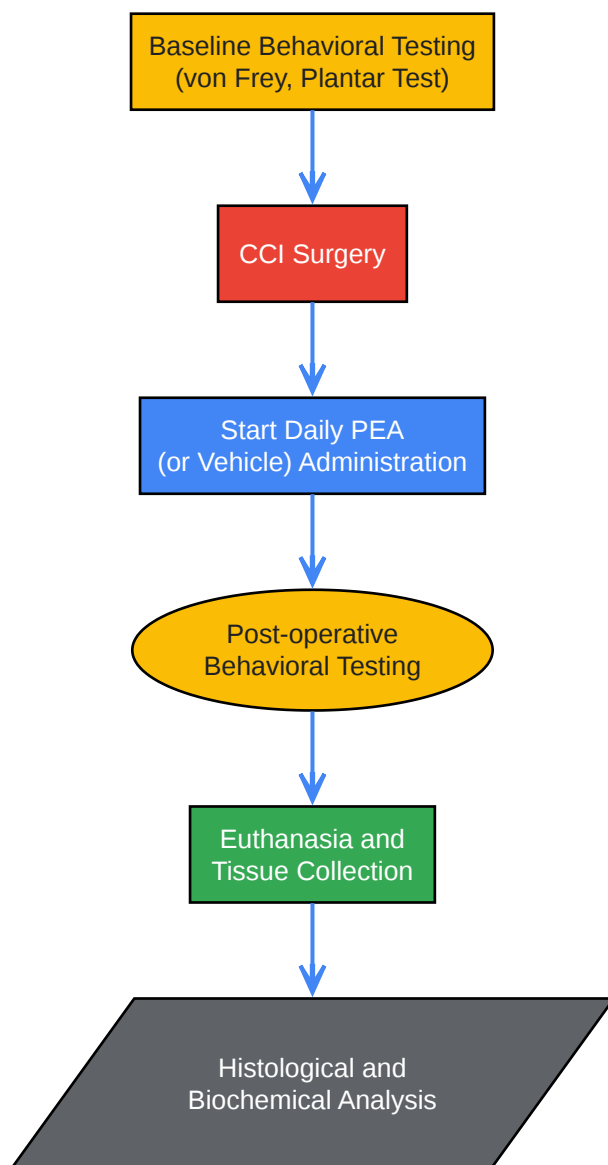 Baseline Behavioral Testing
(von Frey, Plantar Test)
CCI Surgery
Start Daily PEA
(or Vehicle) Administration
Post-operative
Behavioral Testing
Euthanasia and
Tissue Collection
Histological and
Biochemical Analysis